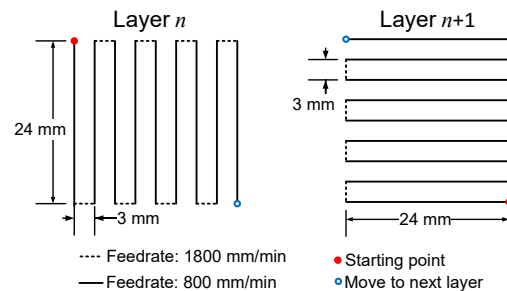 Layer n
Layer n+1
24 mm
3 mm
3 mm
24 mm
Feedrate: 1800 mm/min
Starting point
Feedrate: 800 mm/min
Move to next layer